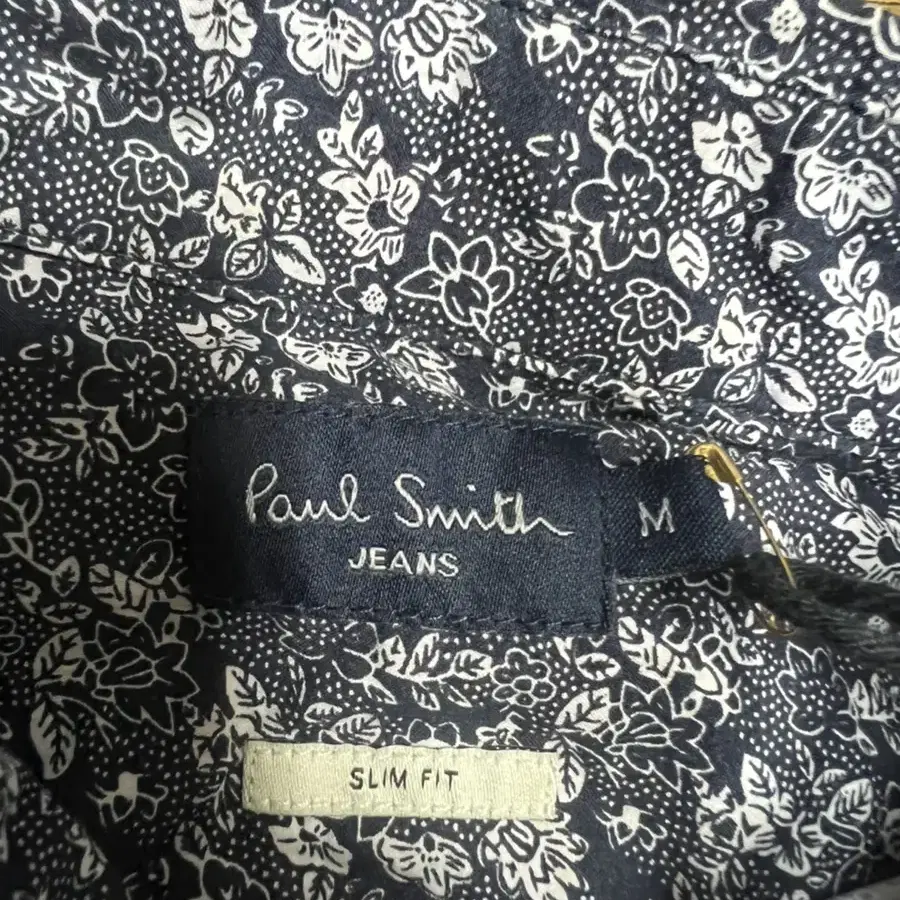 Paul Smith
JEANS
M
SLIM FIT